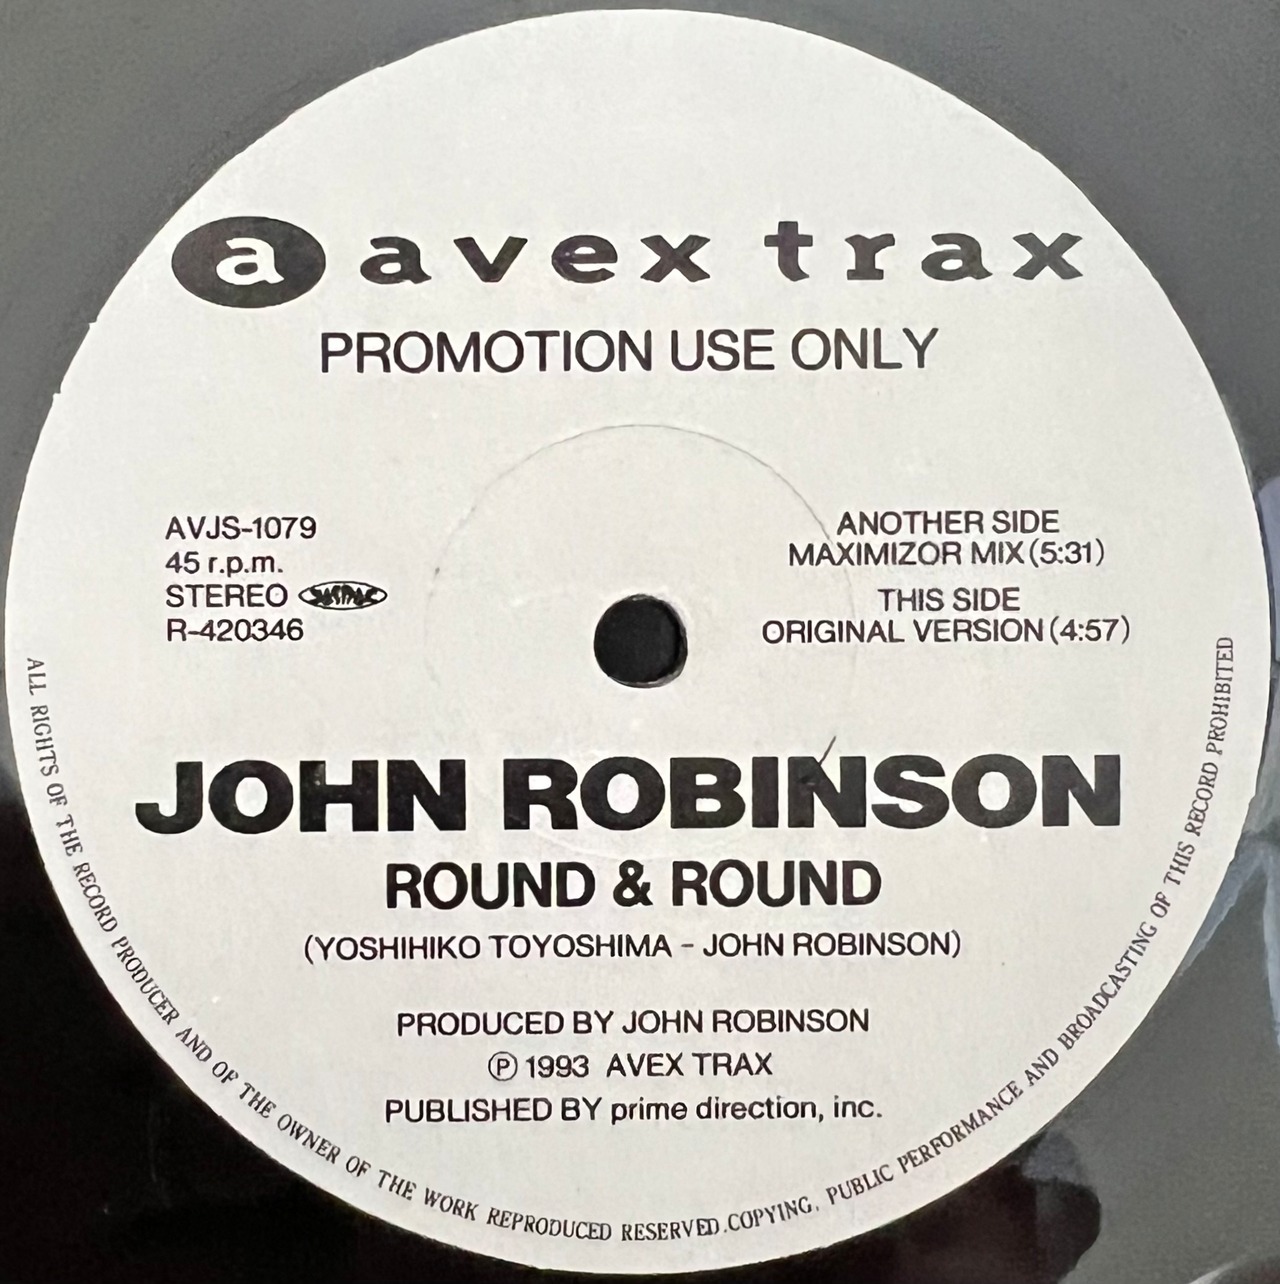 a avex trax
PROMOTION USE ONLY
AVJS-1079
45 r.p.m.
STEREO JASRAC
R-420346
ANOTHER SIDE
MAXIMIZOR MIX (5:31)
THIS SIDE
ORIGINAL VERSION (4:57)
JOHN ROBINSON
ROUND & ROUND
(YOSHIHIKO TOYOSHIMA - JOHN ROBINSON)
PRODUCED BY JOHN ROBINSON
Ⓟ 1993 AVEX TRAX
PUBLISHED BY prime direction, inc.
ALL RIGHTS OF THE RECORD PRODUCER AND OF THE OWNER OF THE WORK REPRODUCED RESERVED.COPYING, PUBLIC PERFORMANCE AND BROADCASTING OF THIS RECORD PROHIBITED